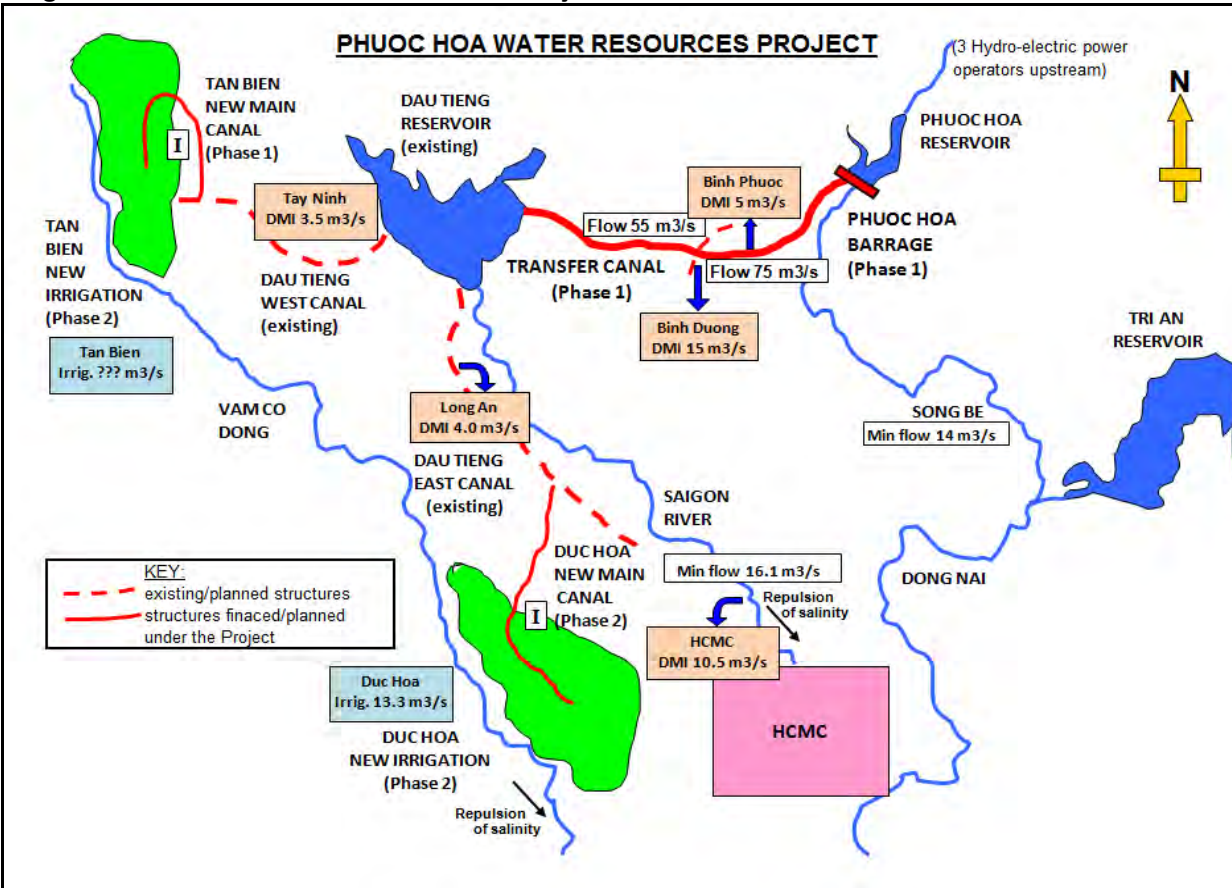 PHUOC HOA WATER RESOURCES PROJECT
(3 Hydro-electric power
operators upstream)
N
TAN BIEN
NEW MAIN
CANAL
(Phase 1)
I
DAU TIENG
RESERVOIR
(existing)
PHUOC HOA
RESERVOIR
Tay Ninh
DMI 3.5 m3/s
Binh Phuoc
DMI 5 m3/s
Flow 55 m3/s
TRANSFER CANAL
(Phase 1)
Flow 75 m3/s
PHUOC HOA
BARRAGE
(Phase 1)
TAN
BIEN
NEW
IRRIGATION
(Phase 2)
DAU TIENG
WEST CANAL
(existing)
Binh Duong
DMI 15 m3/s
TRI AN
RESERVOIR
Tan Bien
Irrig. ??? m3/s
VAM CO
DONG
Long An
DMI 4.0 m3/s
SONG BE
Min flow 14 m3/s
DAU TIENG
EAST CANAL
(existing)
SAIGON
RIVER
KEY:
existing/planned structures
structures finaced/planned
under the Project
DUC HOA
NEW MAIN
CANAL
(Phase 2)
I
Min flow 16.1 m3/s
DONG NAI
Repulsion
of salinity
HCMC
DMI 10.5 m3/s
Duc Hoa
Irrig. 13.3 m3/s
HCMC
DUC HOA
NEW IRRIGATION
(Phase 2)
Repulsion
of salinity